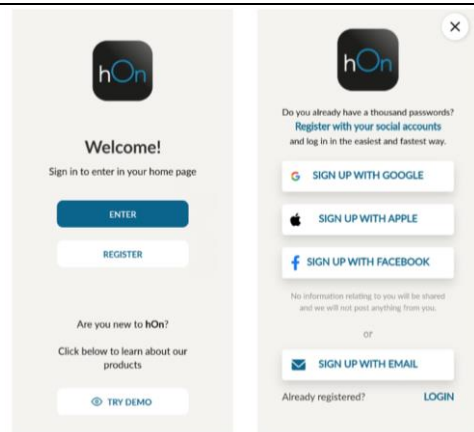 hOn
Welcome!
Sign in to enter in your home page
ENTER
REGISTER
Are you new to hOn?
Click below to learn about our
products
TRY DEMO
hOn
Do you already have a thousand passwords?
Register with your social accounts
and log in in the easiest and fastest way.
SIGN UP WITH GOOGLE
SIGN UP WITH APPLE
SIGN UP WITH FACEBOOK
No information relating to you will be shared
and we will not post anything from you.
or
SIGN UP WITH EMAIL
Already registered? LOGIN